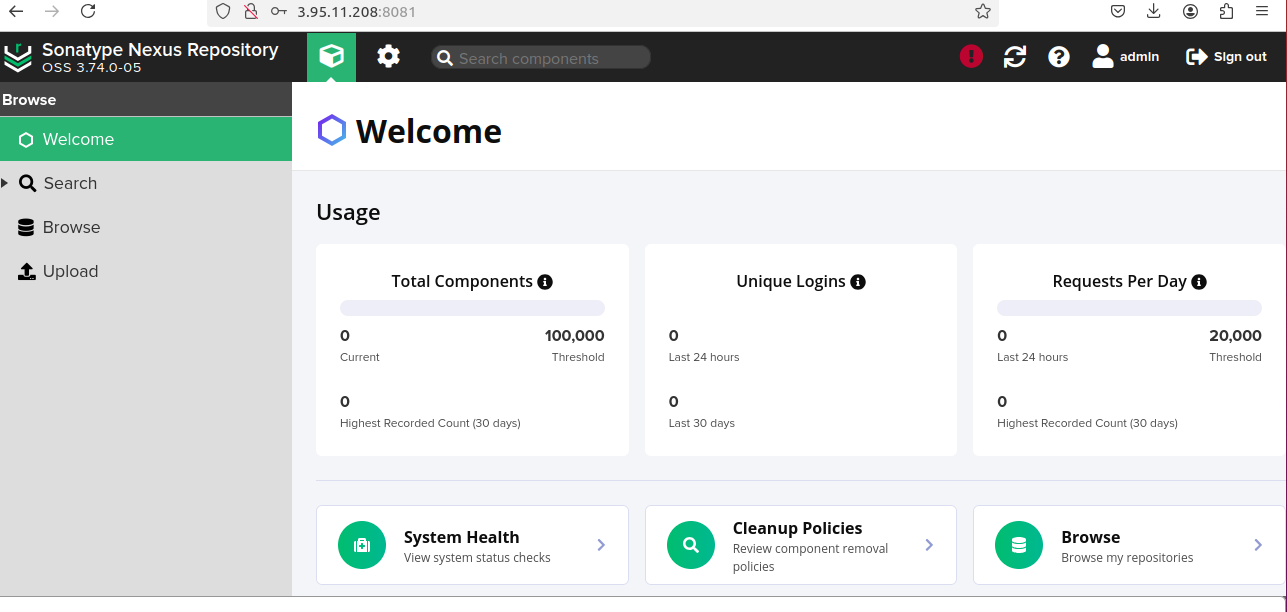 3.95.11.208:8081
Sonatype Nexus Repository
OSS 3.74.0-05
Search components
admin
Sign out
Browse
Welcome
Search
Browse
Upload
Welcome
Usage
Total Components
0 100,000
Current Threshold
0
Highest Recorded Count (30 days)
Unique Logins
0
Last 24 hours
0
Last 30 days
Requests Per Day
0 20,000
Last 24 hours Threshold
0
Highest Recorded Count (30 days)
System Health
View system status checks
Cleanup Policies
Review component removal
policies
Browse
Browse my repositories